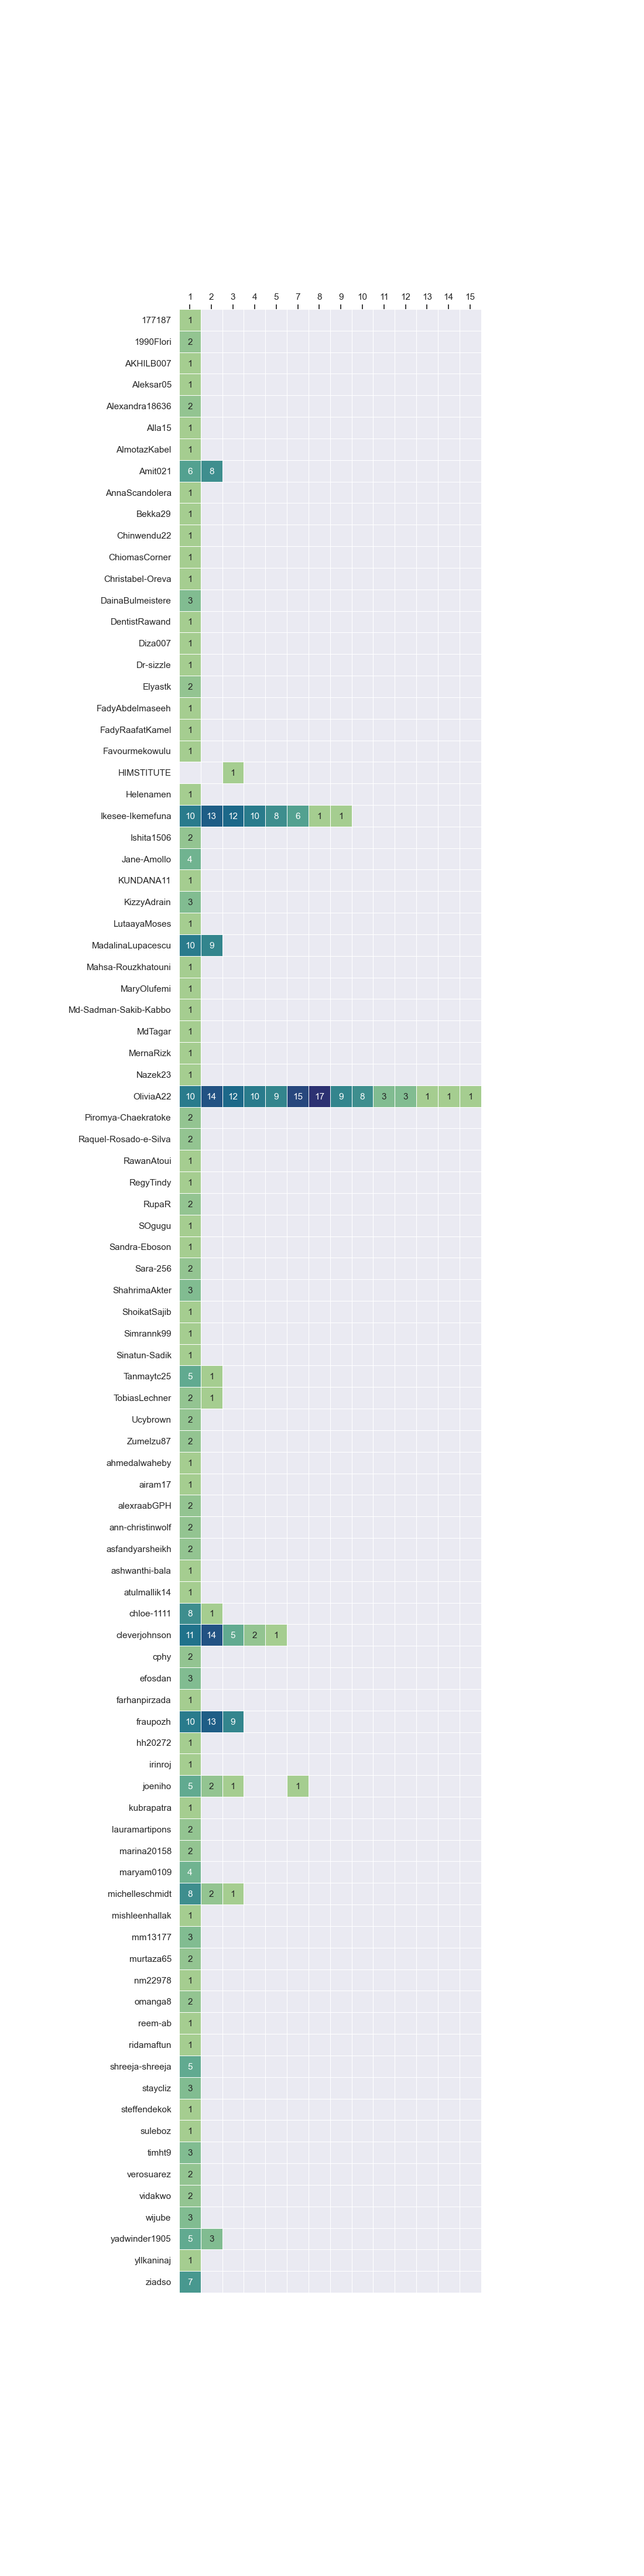 1 2 3 4 5 7 8 9 10 11 12 13 14 15
177187 1
1990Flori 2
AKHILB007 1
Aleksar05 1
Alexandra18636 2
Alla15 1
AlmotazKabel 1
Amit021 6 8
AnnaScandolera 1
Bekka29 1
Chinwendu22 1
ChiomasCorner 1
Christabel-Oreva 1
DainaBulmeistere 3
DentistRawand 1
Diza007 1
Dr-sizzle 1
Elyastk 2
FadyAbdelmaseeh 1
FadyRaafatKamel 1
Favourmekowulu 1
HIMSTITUTE 1
Helenamen 1
Ikesee-Ikemefuna 10 13 12 10 8 6 1 1
Ishita1506 2
Jane-Amollo 4
KUNDANA11 1
KizzyAdrain 3
LutaayaMoses 1
MadalinaLupacescu 10 9
Mahsa-Rouzkhatouni 1
MaryOlufemi 1
Md-Sadman-Sakib-Kabbo 1
MdTagar 1
MernaRizk 1
Nazek23 1
OliviaA22 10 14 12 10 9 15 17 9 8 3 3 1 1 1
Piromya-Chaekratoke 2
Raquel-Rosado-e-Silva 2
RawanAtoui 1
RegyTindy 1
RupaR 2
SOgugu 1
Sandra-Eboson 1
Sara-256 2
ShahrimaAkter 3
ShoikatSajib 1
Simrannk99 1
Sinatun-Sadik 1
Tanmaytc25 5 1
TobiasLechner 2 1
Ucybrown 2
Zumelzu87 2
ahmedalwaheby 1
airam17 1
alexraabGPH 2
ann-christinwolf 2
asfandyarsheikh 2
ashwanthi-bala 1
atulmallik14 1
chloe-1111 8 1
cleverjohnson 11 14 5 2 1
cphy 2
efosdan 3
farhanpirzada 1
fraupozh 10 13 9
hh20272 1
irinroj 1
joeniho 5 2 1 1
kubrapatra 1
lauramartipons 2
marina20158 2
maryam0109 4
michelleschmidt 8 2 1
mishleenhallak 1
mm13177 3
murtaza65 2
nm22978 1
omanga8 2
reem-ab 1
ridamaftun 1
shreeja-shreeja 5
staycliz 3
steffendekok 1
suleboz 1
timht9 3
verosuarez 2
vidakwo 2
wijube 3
yadwinder1905 5 3
yllkaninaj 1
ziadso 7